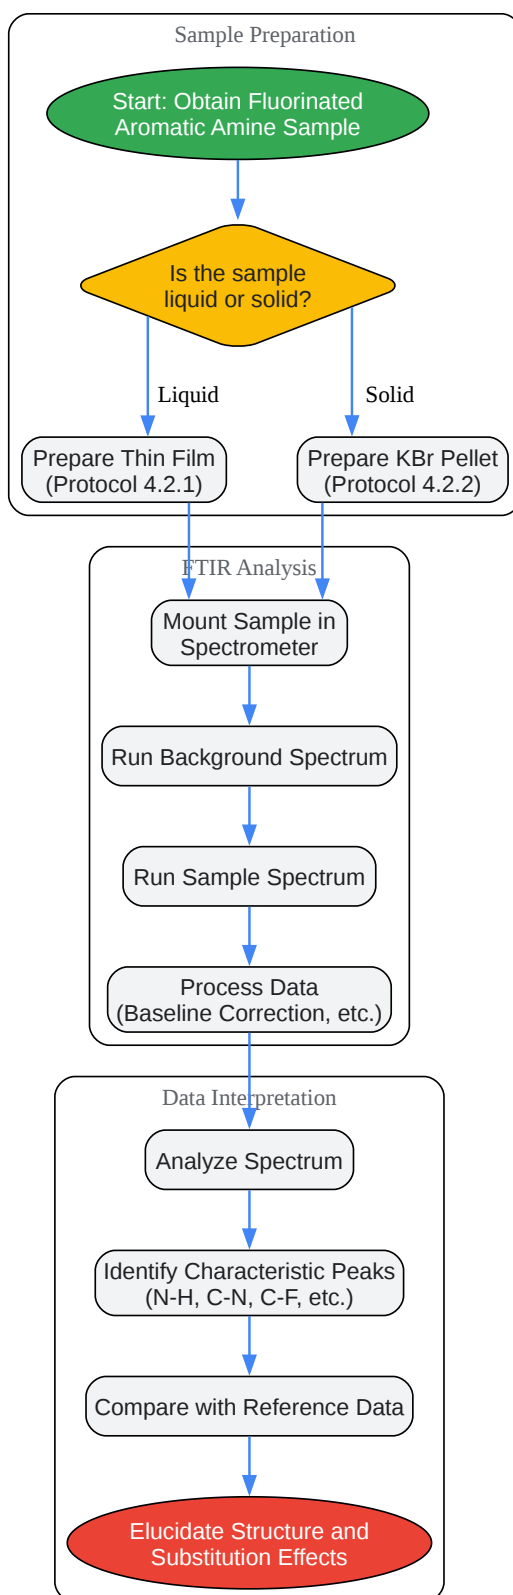 Sample Preparation
Start: Obtain Fluorinated
Aromatic Amine Sample
Is the sample
liquid or solid?
Liquid
Solid
Prepare Thin Film
(Protocol 4.2.1)
Prepare KBr Pellet
(Protocol 4.2.2)
FTIR Analysis
Mount Sample in
Spectrometer
Run Background Spectrum
Run Sample Spectrum
Process Data
(Baseline Correction, etc.)
Data Interpretation
Analyze Spectrum
Identify Characteristic Peaks
(N-H, C-N, C-F, etc.)
Compare with Reference Data
Elucidate Structure and
Substitution Effects